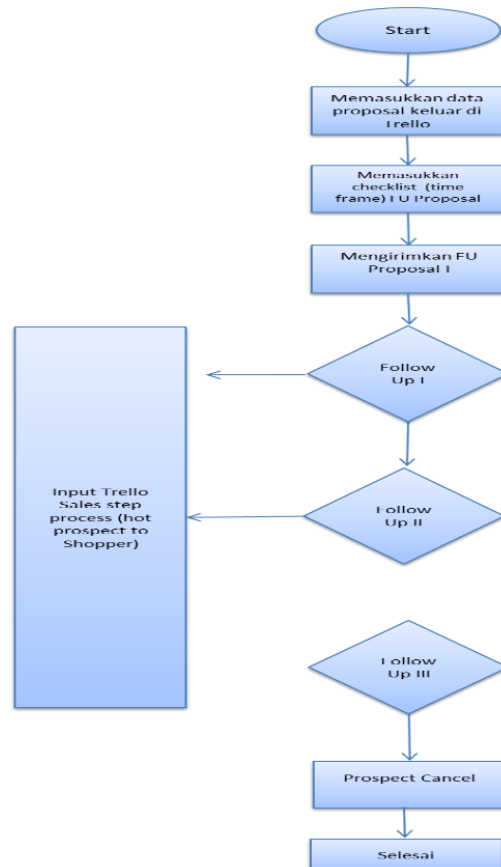 Start
Memasukkan data
proposal keluar di
Trello
Memasukkan
checklist (time
frame) FU Proposal
Mengirimkan FU
Proposal I
Follow
Up I
Input Trello
Sales step
process (hot
prospect to
Shopper)
Follow
Up II
Follow
Up III
Prospect Cancel
Selesai